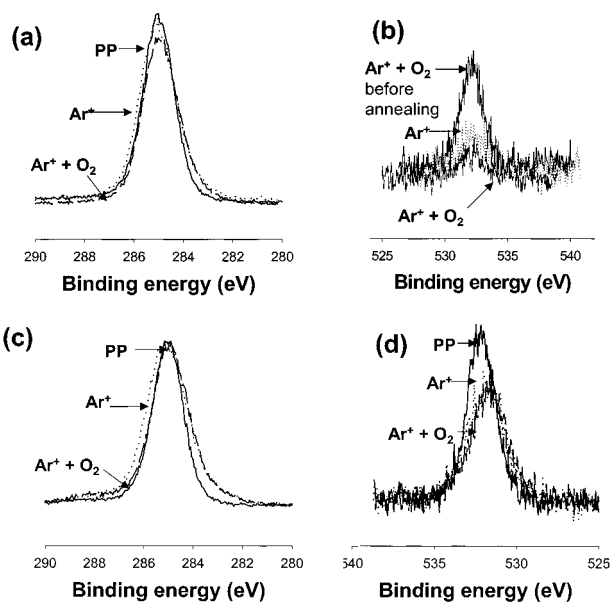 (a)
PP
Ar+
Ar+ + O2
290 288 286 284 282 280
Binding energy (eV)
(b)
Ar+ + O2
before
annealing
Ar+
Ar+ + O2
525 530 535 540
Binding energy (eV)
(c)
PP
Ar+
Ar+ + O2
290 288 286 284 282 280
Binding energy (eV)
(d)
PP
Ar+
Ar+ + O2
540 535 530 525
Binding energy (eV)